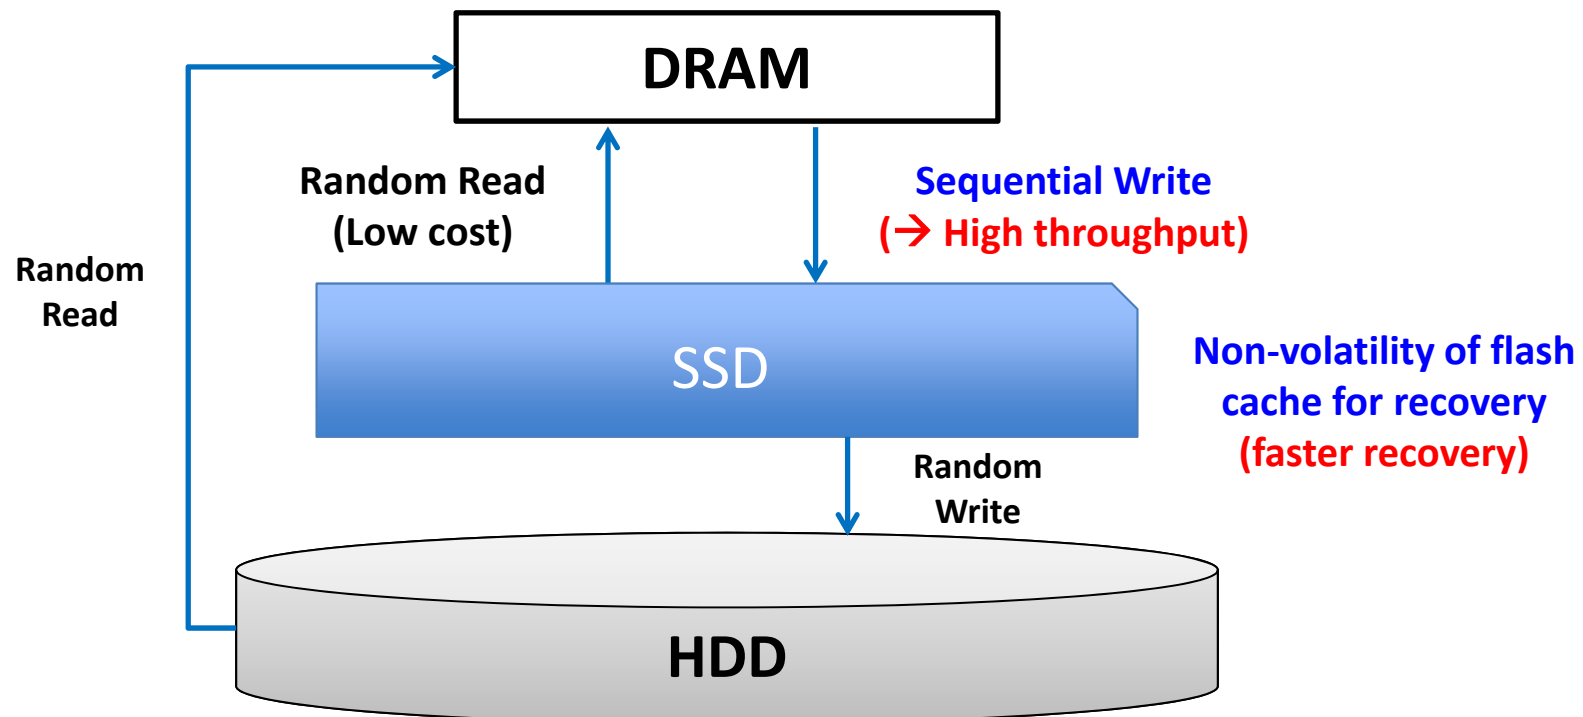 DRAM
Random Read
(Low cost)
Sequential Write
(→ High throughput)
Random
Read
SSD
Non-volatility of flash
cache for recovery
(faster recovery)
Random
Write
HDD